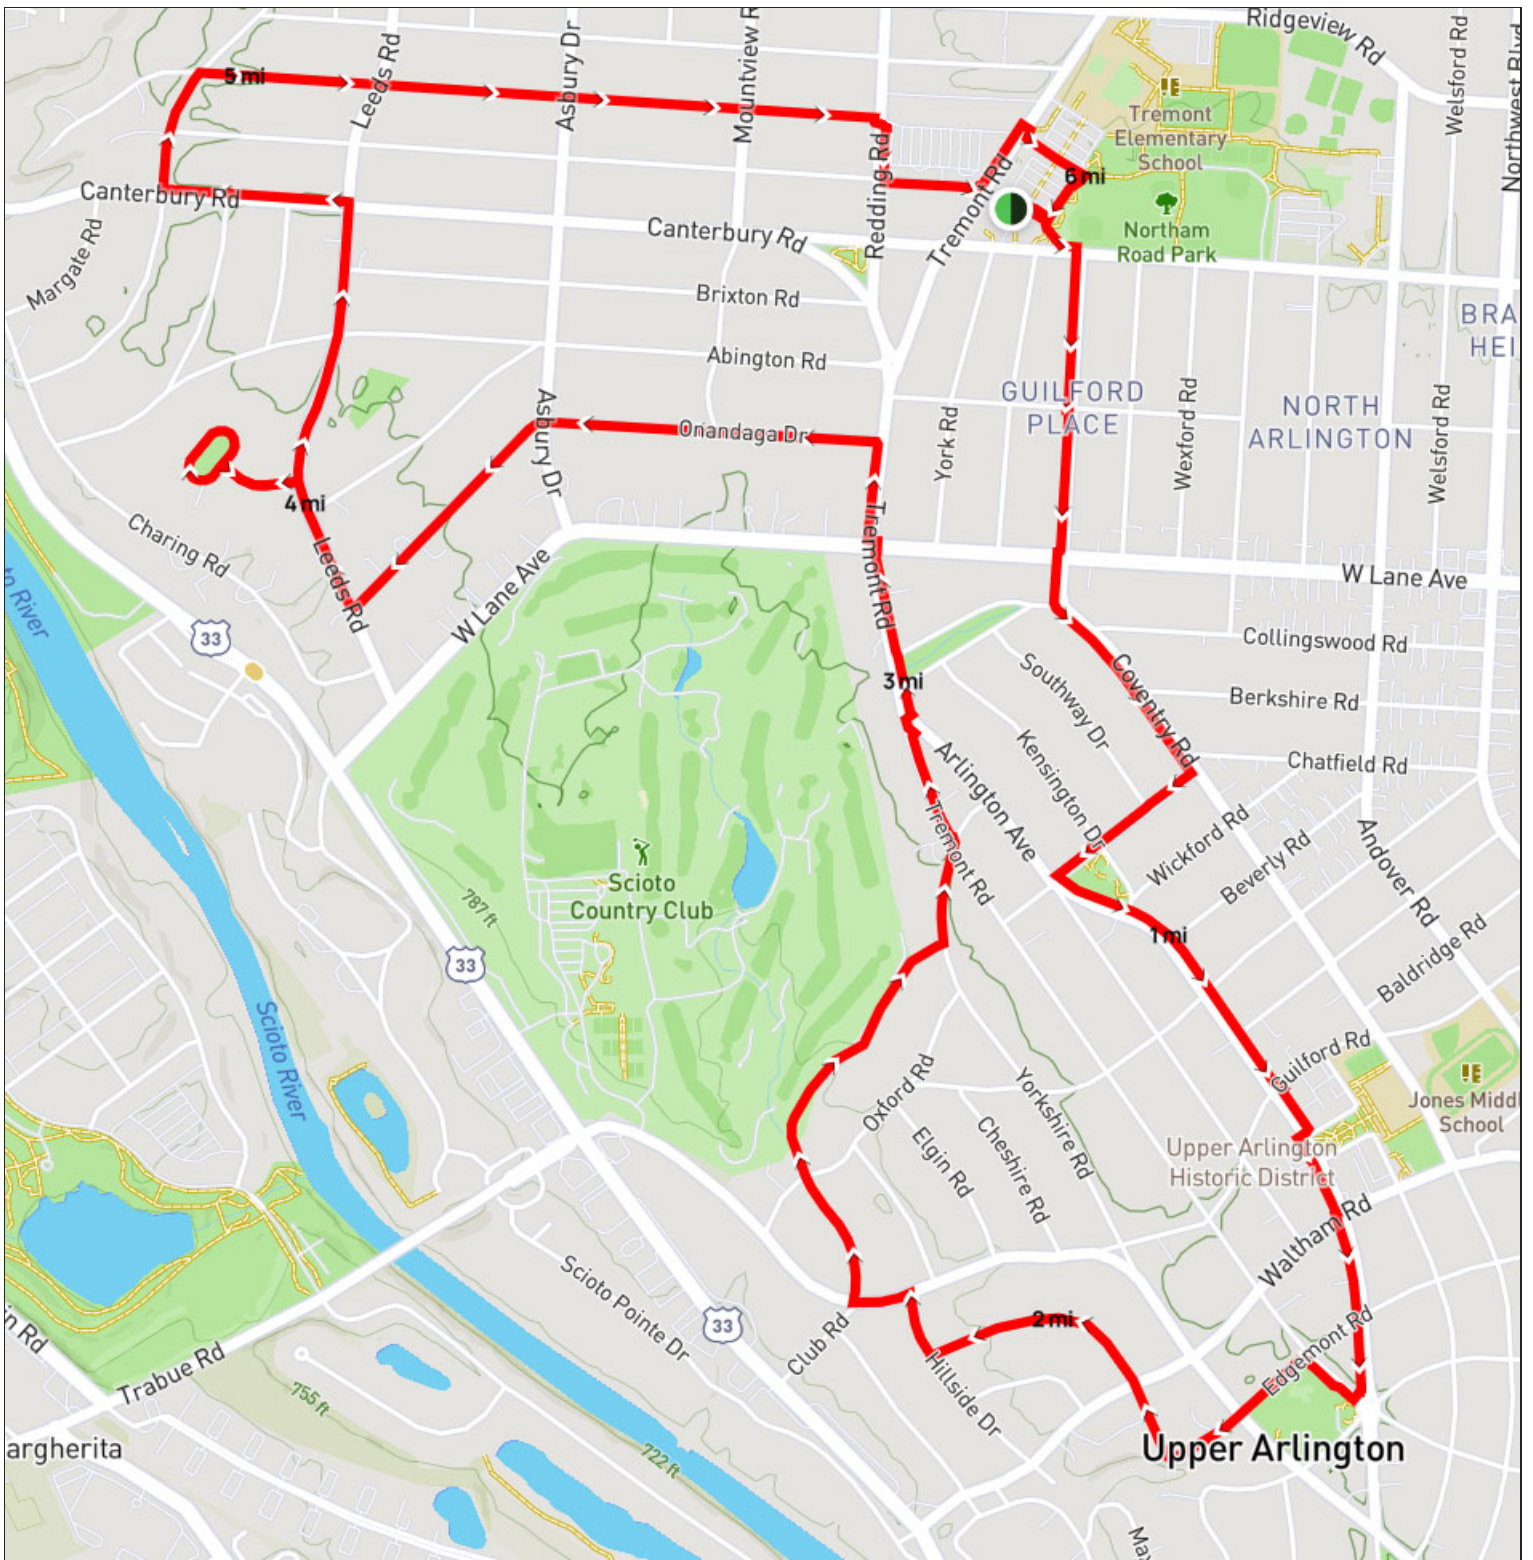 Ridgeview Rd
Welsford Rd
Leeds Rd
Asbury Dr
5 mi
Tremont
Elementary
School
Redding Rd
Tremont Rd
6 mi
Canterbury Rd
Canterbury Rd
Northam
Road Park
Margate Rd
Brixton Rd
Abington Rd
GUILFORD
PLACE
NORTH
ARLINGTON
York Rd
Wexford Rd
Welsford Rd
Asbury Dr
Onandaga Dr
4 mi
Charing Rd
Leeds Rd
W Lane Ave
Tremont Rd
W Lane Ave
33
Collingswood Rd
Southway Dr
Coventry Rd
3 mi
Berkshire Rd
Arlington Ave
Kensington Dr
Chatfield Rd
Wickford Rd
Beverly Rd
Andover Rd
Tremont Rd
Scioto
Country Club
787 ft
1 mi
Baldridge Rd
33
Scioto River
Guilford Rd
Oxford Rd
Yorkshire Rd
Elgin Rd
Cheshire Rd
Upper Arlington
Historic District
Waltham Rd
Scioto Pointe Dr
33
2 mi
Club Rd
Hillside Dr
Edgemont Rd
Trabue Rd
755 ft
722 ft
Upper Arlington
argherita
Mountview R
Northwest Blvd
BRA
HEI
to River
Jones Middl
School
in Rd